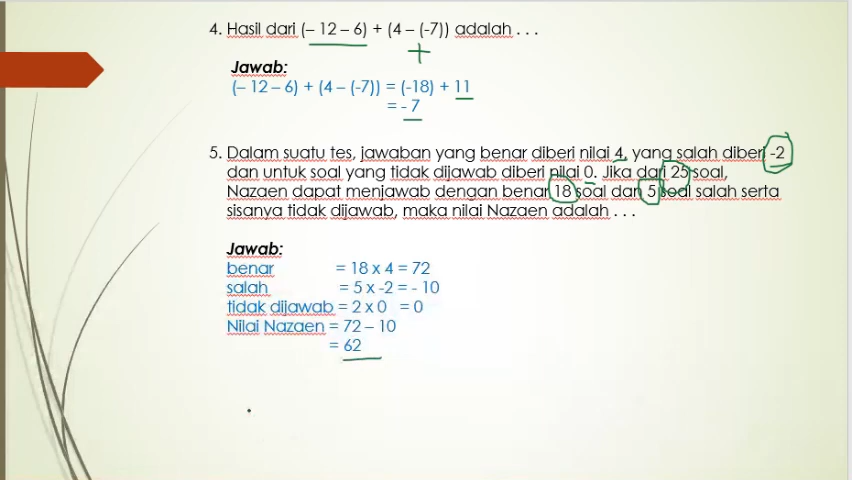 4. Hasil dari (– 12 – 6) + (4 – (-7)) adalah . . .
+
Jawab:
(– 12 – 6) + (4 – (-7)) = (-18) + 11
= - 7
5. Dalam suatu tes, jawaban yang benar diberi nilai 4, yang salah diberi -2
dan untuk soal yang tidak dijawab diberi nilai 0. Jika dari 25 soal,
Nazaen dapat menjawab dengan benar 18 soal dan 5 soal salah serta
sisanya tidak dijawab, maka nilai Nazaen adalah . . .
Jawab:
benar = 18 x 4 = 72
salah = 5 x -2 = - 10
tidak dijawab = 2 x 0 = 0
Nilai Nazaen = 72 – 10
= 62